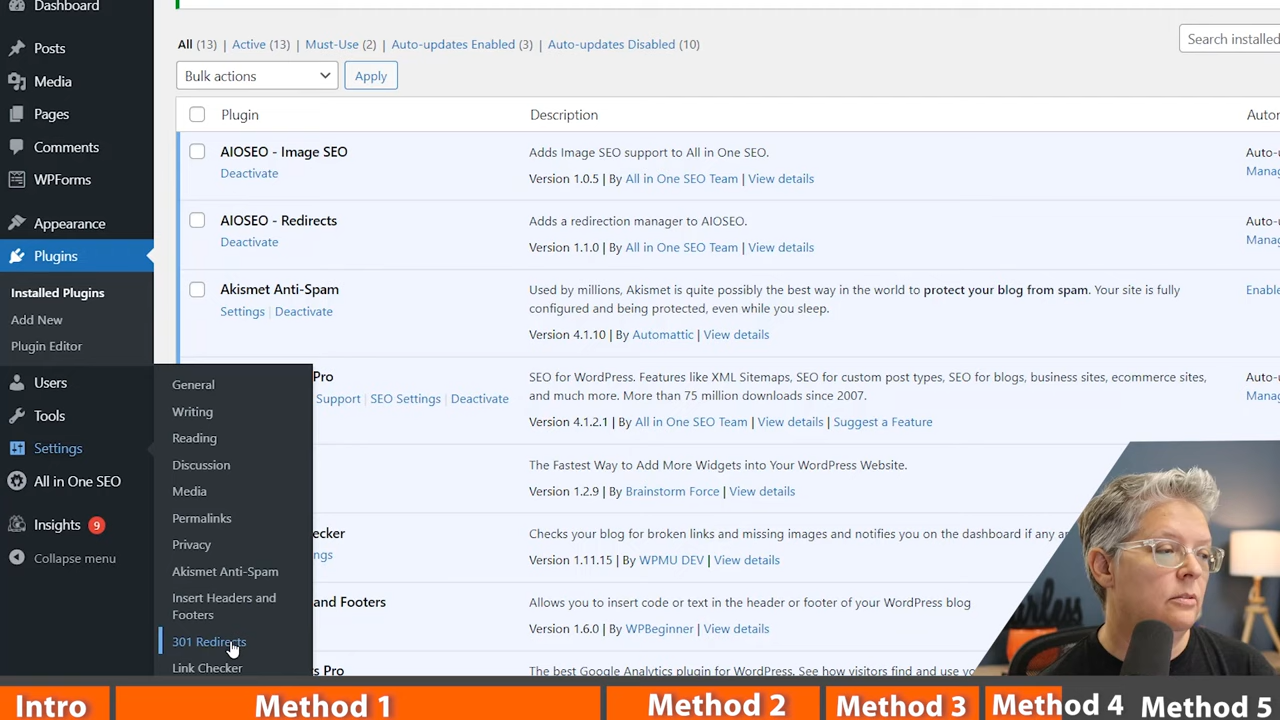 Dashboard
Posts
Media
Pages
Comments
WPForms
Appearance
Plugins
Installed Plugins
Add New
Plugin Editor
Users
Tools
Settings
All in One SEO
Insights 9
Collapse menu
General
Writing
Reading
Discussion
Media
Permalinks
Privacy
Akismet Anti-Spam
Insert Headers and
Footers
301 Redirects
Link Checker
All (13) | Active (13) | Must-Use (2) | Auto-updates Enabled (3) | Auto-updates Disabled (10)
Search installed
Bulk actions Apply
Plugin Description
AIOSEO - Image SEO
Deactivate
Adds Image SEO support to All in One SEO.
Version 1.0.5 | By All in One SEO Team | View details
AIOSEO - Redirects
Deactivate
Adds a redirection manager to AIOSEO.
Version 1.1.0 | By All in One SEO Team | View details
Akismet Anti-Spam
Settings | Deactivate
Used by millions, Akismet is quite possibly the best way in the world to protect your blog from spam. Your site is fully
configured and being protected, even while you sleep.
Version 4.1.10 | By Automattic | View details
Enable
Pro
Support | SEO Settings | Deactivate
SEO for WordPress. Features like XML Sitemaps, SEO for custom post types, SEO for blogs, business sites, ecommerce sites,
and much more. More than 75 million downloads since 2007.
Version 4.1.2.1 | By All in One SEO Team | View details | Suggest a Feature
The Fastest Way to Add More Widgets into Your WordPress Website.
Version 1.2.9 | By Brainstorm Force | View details
Checks your blog for broken links and missing images and notifies you on the dashboard if any
Version 1.11.15 | By WPMU DEV | View details
and Footers
Allows you to insert code or text in the header or footer of your WordPress blog
Version 1.6.0 | By WPBeginner | View details
Pro
The best Google Analytics plugin for WordPress. See how visitors find and use
Intro Method 1 Method 2 Method 3 Method 4 Method 5